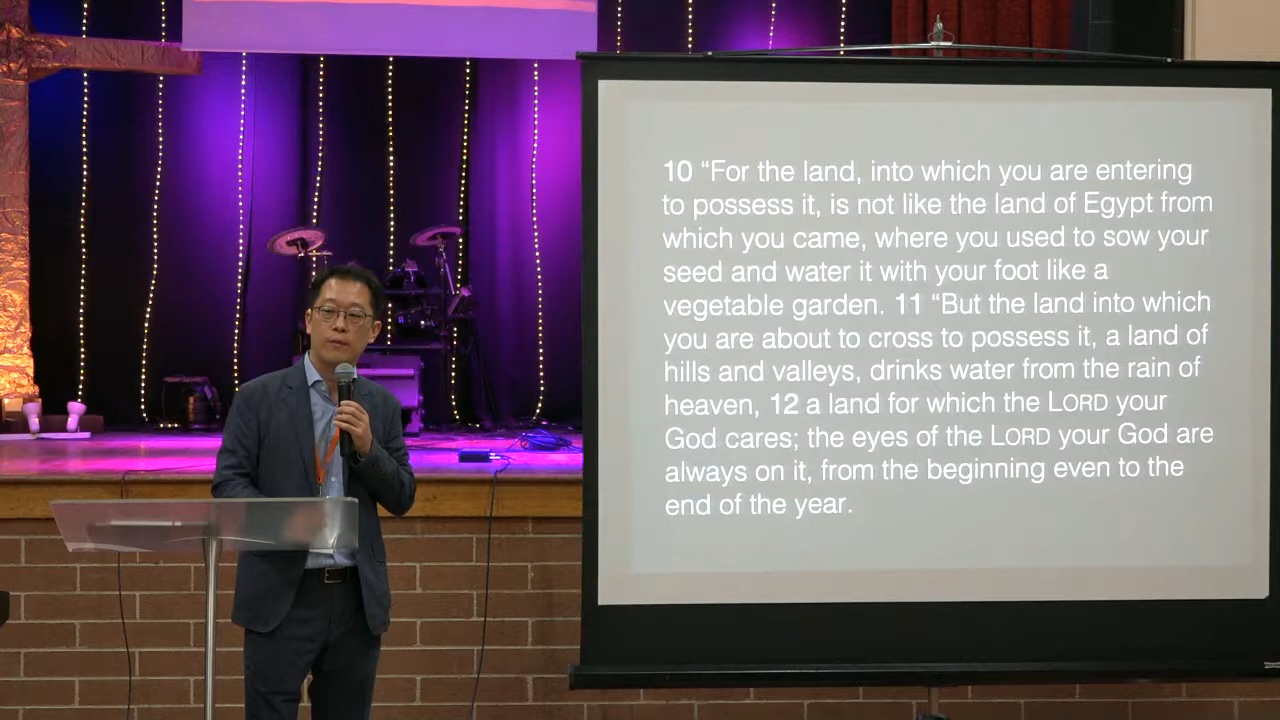 10 “For the land, into which you are entering
to possess it, is not like the land of Egypt from
which you came, where you used to sow your
seed and water it with your foot like a
vegetable garden. 11 “But the land into which
you are about to cross to possess it, a land of
hills and valleys, drinks water from the rain of
heaven, 12 a land for which the LORD your
God cares; the eyes of the LORD your God are
always on it, from the beginning even to the
end of the year.